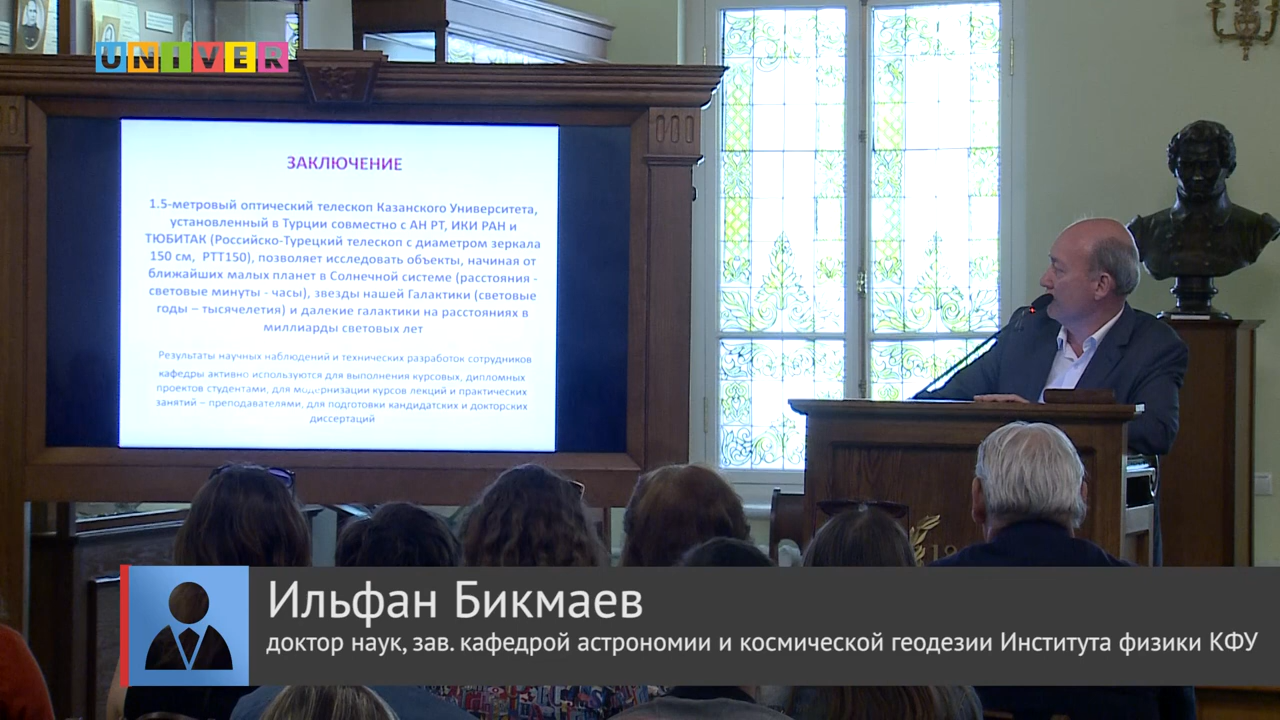 UNIVER
ЗАКЛЮЧЕНИЕ
1.5-метровый оптический телескоп Казанского Университета,
установленный в Турции совместно с АН РТ, ИКИ РАН и
ТЮБИТАК (Российско-Турецкий телескоп с диаметром зеркала
150 см, РТТ150), позволяет исследовать объекты, начиная от
ближайших малых планет в Солнечной системе (расстояния -
световые минуты - часы), звезды нашей Галактики (световые
годы – тысячелетия) и далекие галактики на расстояниях в
миллиарды световых лет
Результаты научных наблюдений и технических разработок сотрудников
кафедры активно используются для выполнения курсовых, дипломных
проектов студентами, для модернизации курсов лекций и практических
занятий – преподавателями, для подготовки кандидатских и докторских
диссертаций
Ильфан Бикмаев
доктор наук, зав. кафедрой астрономии и космической геодезии Института физики КФУ